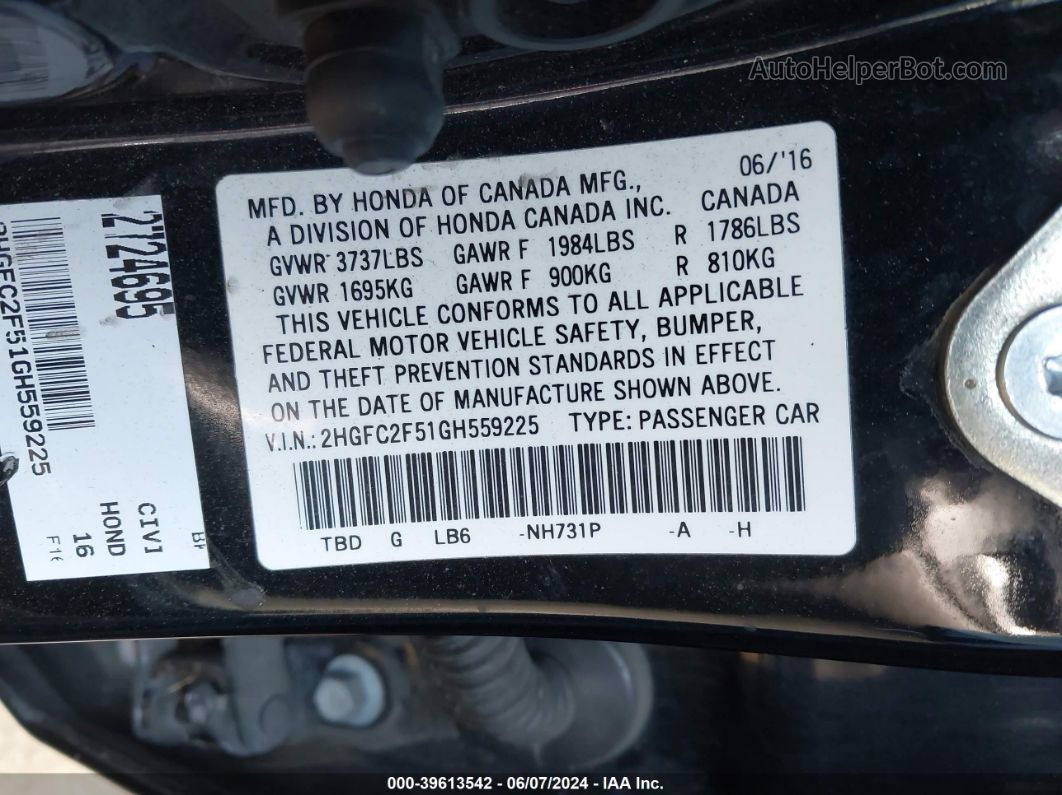 AutoHelperBot.com
06/'16
MFD. BY HONDA OF CANADA MFG.,
A DIVISION OF HONDA CANADA INC. CANADA
GVWR 3737LBS GAWR F 1984LBS R 1786LBS
GVWR 1695KG GAWR F 900KG R 810KG
THIS VEHICLE CONFORMS TO ALL APPLICABLE
FEDERAL MOTOR VEHICLE SAFETY, BUMPER,
AND THEFT PREVENTION STANDARDS IN EFFECT
ON THE DATE OF MANUFACTURE SHOWN ABOVE.
V.I.N.: 2HGFC2F51GH559225 TYPE: PASSENGER CAR
TBD G LB6 -NH731P -A -H
2724695
2HGFC2F51GH559225
CIVI
HOND
16
000-39613542 - 06/07/2024 - IAA Inc.